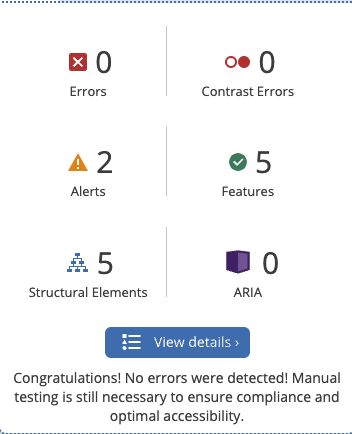 0
Errors
0
Contrast Errors
2
Alerts
5
Features
5
Structural Elements
0
ARIA
View details ›
Congratulations! No errors were detected! Manual
testing is still necessary to ensure compliance and
optimal accessibility.